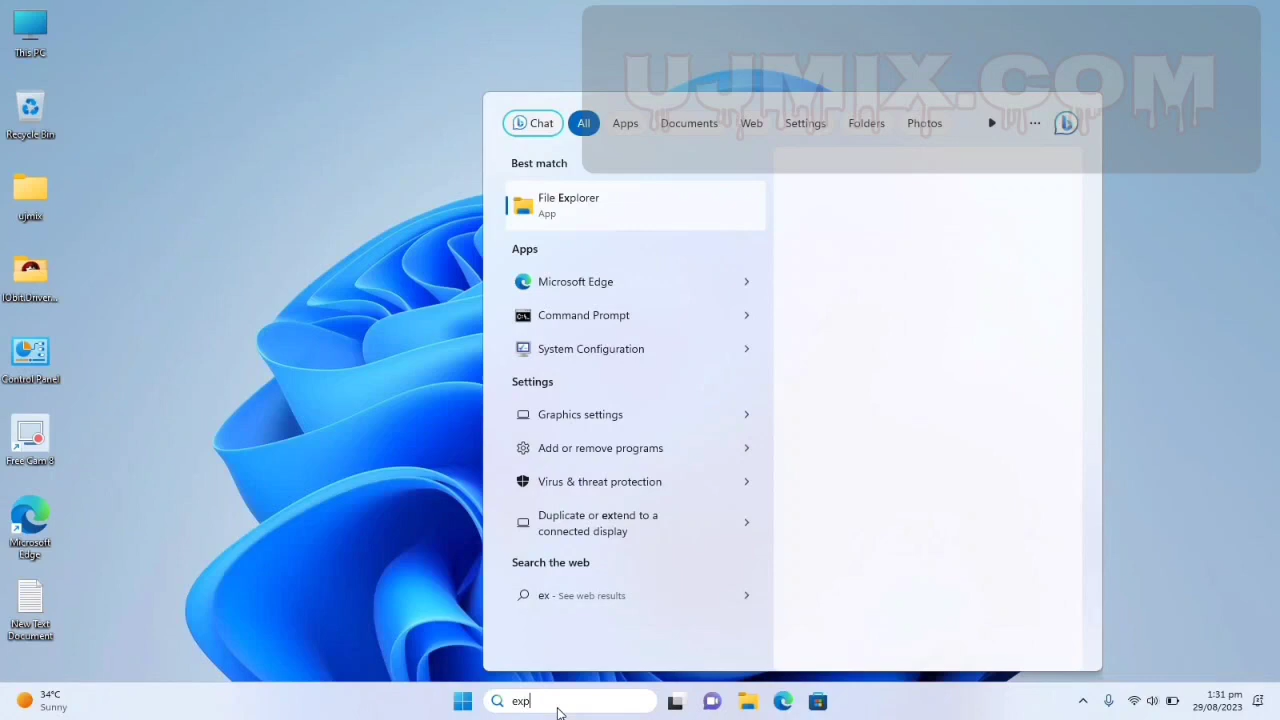 This PC
Recycle Bin
ujmix
IObit.Driver...
Control Panel
Free Cam 8
Microsoft
Edge
New Text
Document
UJMIX.COM
Chat
All
Apps
Documents
Web
Settings
Folders
Photos
Best match
File Explorer
App
Apps
Microsoft Edge
Command Prompt
System Configuration
Settings
Graphics settings
Add or remove programs
Virus & threat protection
Duplicate or extend to a
connected display
Search the web
ex - See web results
34°C
Sunny
exp
1:31 pm
29/08/2023